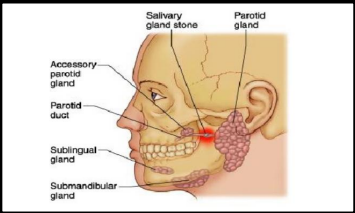 Salivary
gland stone
Parotid
gland
Accessory
parotid
gland
Parotid
duct
Sublingual
gland
Submandibular
gland